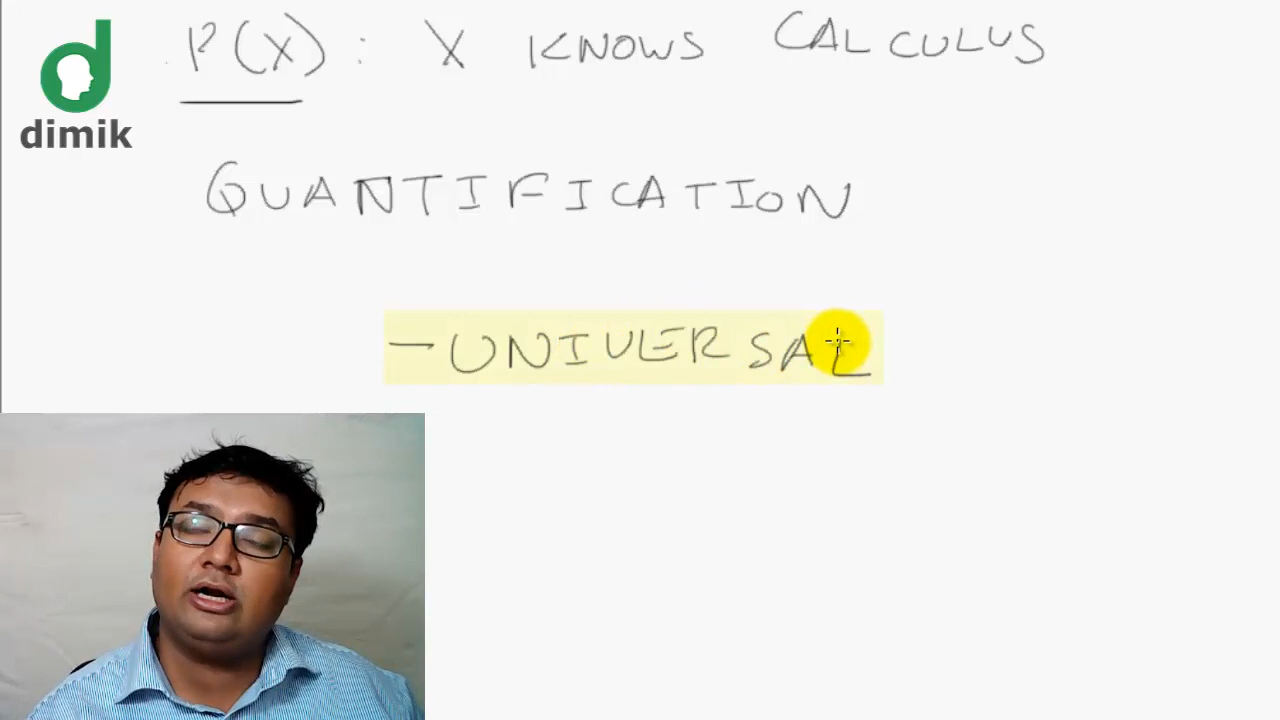 P(X): X KNOWS CALCULUS
dimik
QUANTIFICATION
- UNIVERSAL